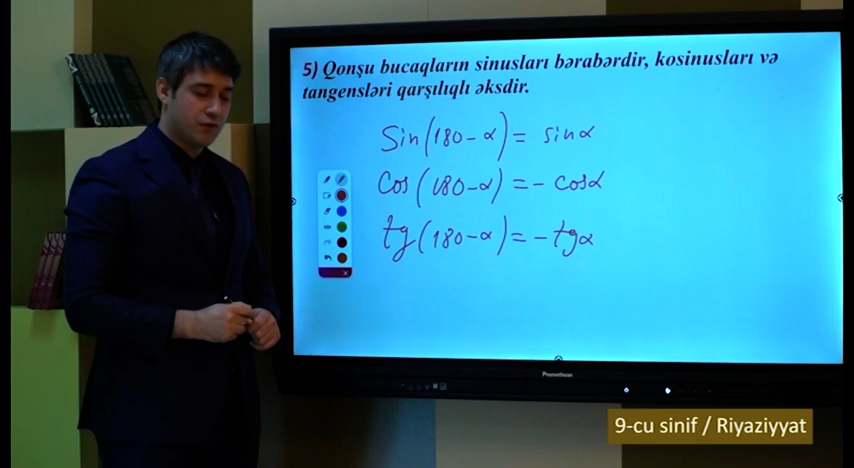 5) Qonşu bucaqların sinusları bərabərdir, kosinusları və
tangensləri qarşılıqlı əksdir.
Sin(180-α)= sinα
Cos(180-α)=- cosα
tg(180-α)=-tgα
Promethean
9-cu sinif / Riyaziyyat